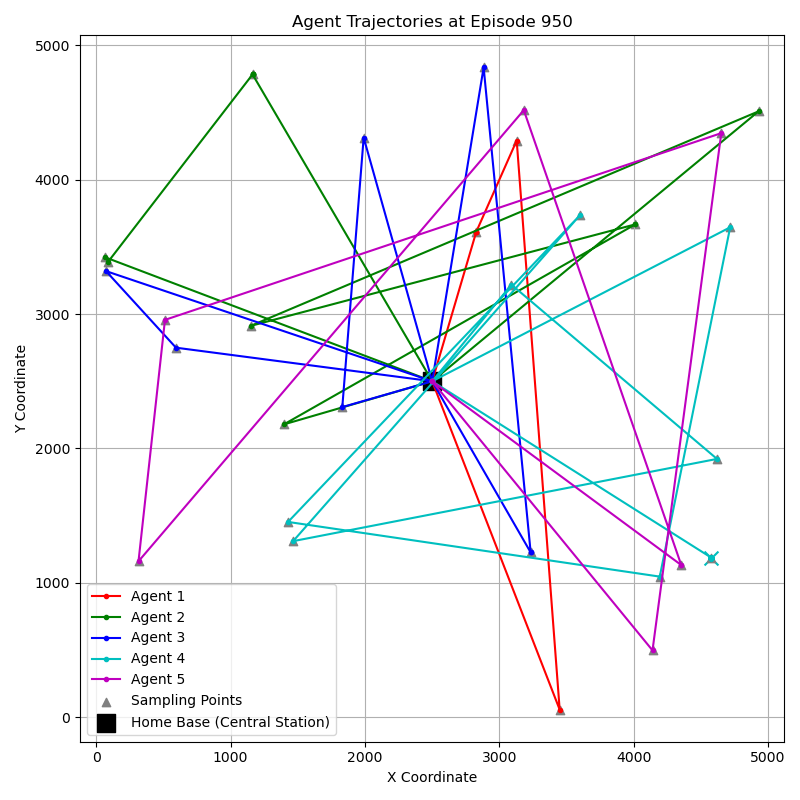 Agent Trajectories at Episode 950
5000
4000
3000
2000
1000
0
Y Coordinate
0 1000 2000 3000 4000 5000
X Coordinate
Agent 1
Agent 2
Agent 3
Agent 4
Agent 5
Sampling Points
Home Base (Central Station)